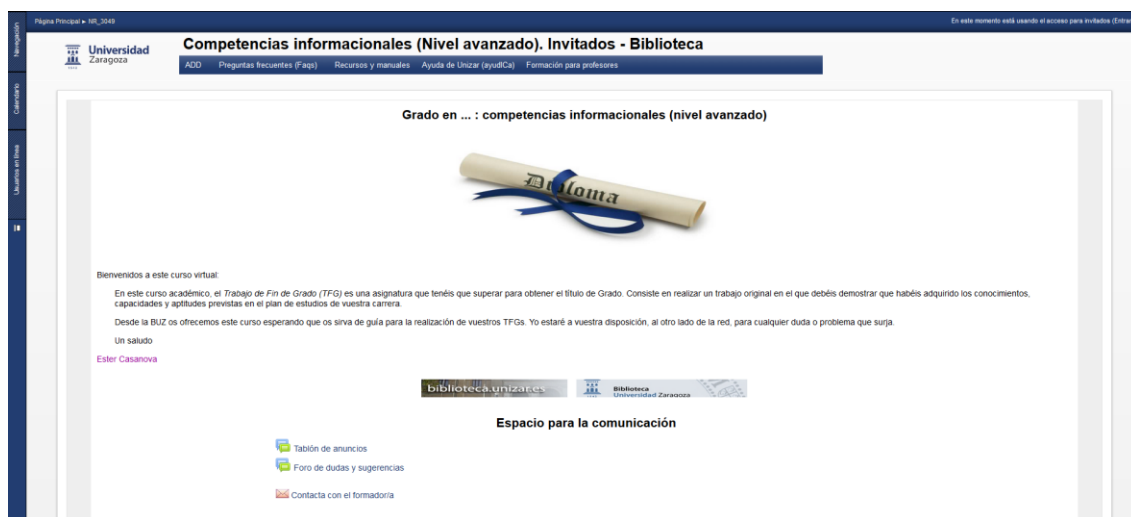 Página Principal ► NR_3049
En este momento está usando el acceso para invitados (Entrar
Navegación
Calendario
Usuarios en línea
Universidad
Zaragoza
Competencias informacionales (Nivel avanzado). Invitados - Biblioteca
ADD Preguntas frecuentes (Faqs) Recursos y manuales Ayuda de Unizar (ayudICa) Formación para profesores
Grado en ... : competencias informacionales (nivel avanzado)
Diploma
Bienvenidos a este curso virtual:
En este curso académico, el Trabajo de Fin de Grado (TFG) es una asignatura que tenéis que superar para obtener el título de Grado. Consiste en realizar un trabajo original en el que debéis demostrar que habéis adquirido los conocimientos,
capacidades y aptitudes previstas en el plan de estudios de vuestra carrera.
Desde la BUZ os ofrecemos este curso esperando que os sirva de guía para la realización de vuestros TFGs. Yo estaré a vuestra disposición, al otro lado de la red, para cualquier duda o problema que surja.
Un saludo
Ester Casanova
biblioteca.unizar.es
Biblioteca
Universidad Zaragoza
Espacio para la comunicación
Tablón de anuncios
Foro de dudas y sugerencias
Contacta con el formador/a